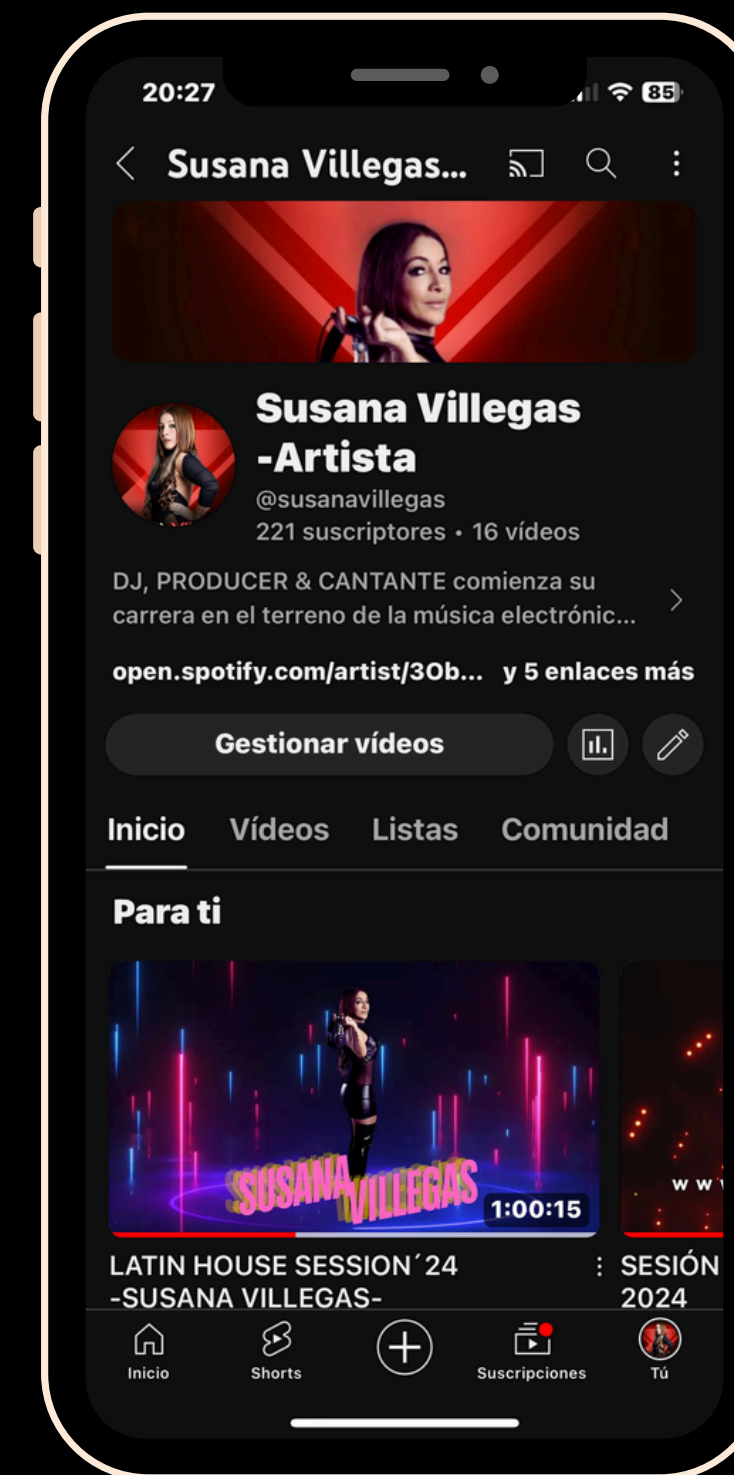 20:27
85
Susana Villegas...
Susana Villegas
-Artista
@susanavillegas
221 suscriptores • 16 vídeos
DJ, PRODUCER & CANTANTE comienza su
carrera en el terreno de la música electrónic...
open.spotify.com/artist/3Ob... y 5 enlaces más
Gestionar vídeos
Inicio Vídeos Listas Comunidad
Para ti
SUSANA VILLEGAS
1:00:15
W W
LATIN HOUSE SESSION´24
-SUSANA VILLEGAS-
SESIÓN
2024
Inicio Shorts Suscripciones Tú